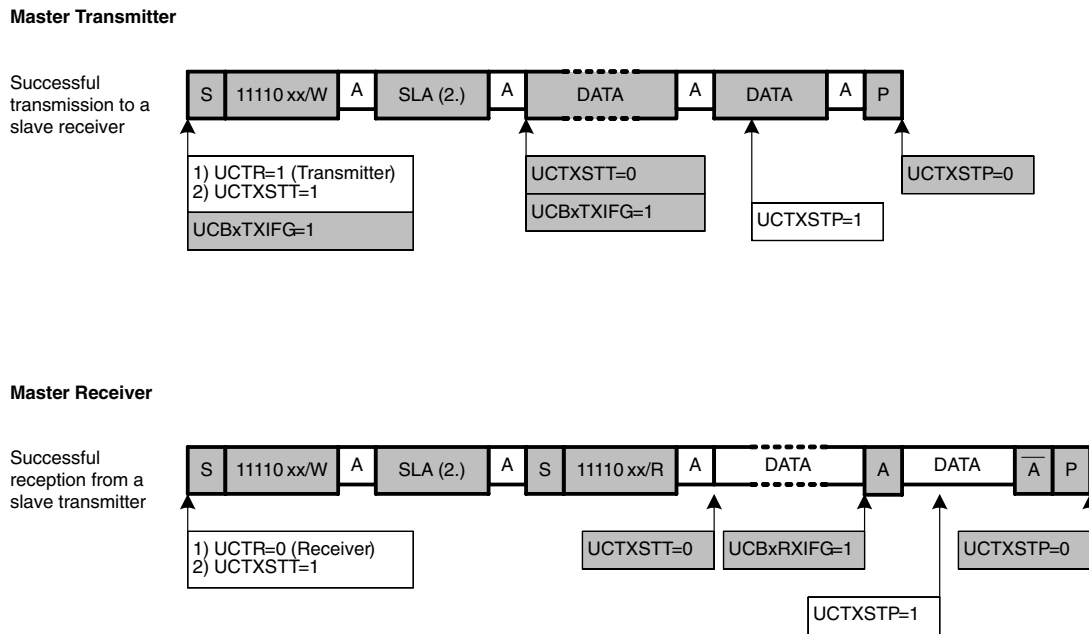 Master Transmitter
Successful
transmission to a
slave receiver
S 11110 xx/W A SLA (2.) A DATA A DATA A P
1) UCTR=1 (Transmitter)
2) UCTXSTT=1
UCBxTXIFG=1
UCTXSTT=0
UCBxTXIFG=1
UCTXSTP=1
UCTXSTP=0
Master Receiver
Successful
reception from a
slave transmitter
S 11110 xx/W A SLA (2.) A S 11110 xx/R A DATA A DATA A̅ P
1) UCTR=0 (Receiver)
2) UCTXSTT=1
UCTXSTT=0
UCBxRXIFG=1
UCTXSTP=1
UCTXSTP=0